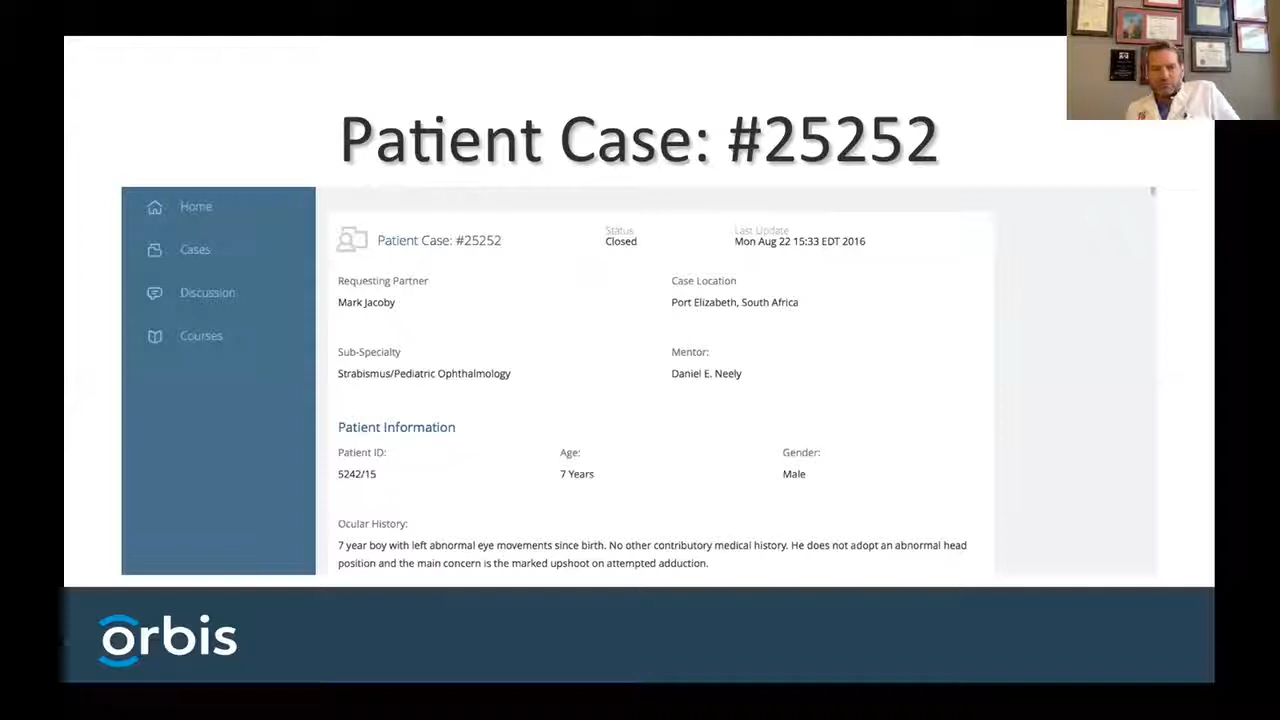 Patient Case: #25252
Home
Cases
Discussion
Courses
Patient Case: #25252
Status
Closed
Last Update
Mon Aug 22 15:33 EDT 2016
Requesting Partner
Mark Jacoby
Case Location
Port Elizabeth, South Africa
Sub-Specialty
Strabismus/Pediatric Ophthalmology
Mentor:
Daniel E. Neely
Patient Information
Patient ID:
5242/15
Age:
7 Years
Gender:
Male
Ocular History:
7 year boy with left abnormal eye movements since birth. No other contributory medical history. He does not adopt an abnormal head
position and the main concern is the marked upshoot on attempted adduction.
orbis